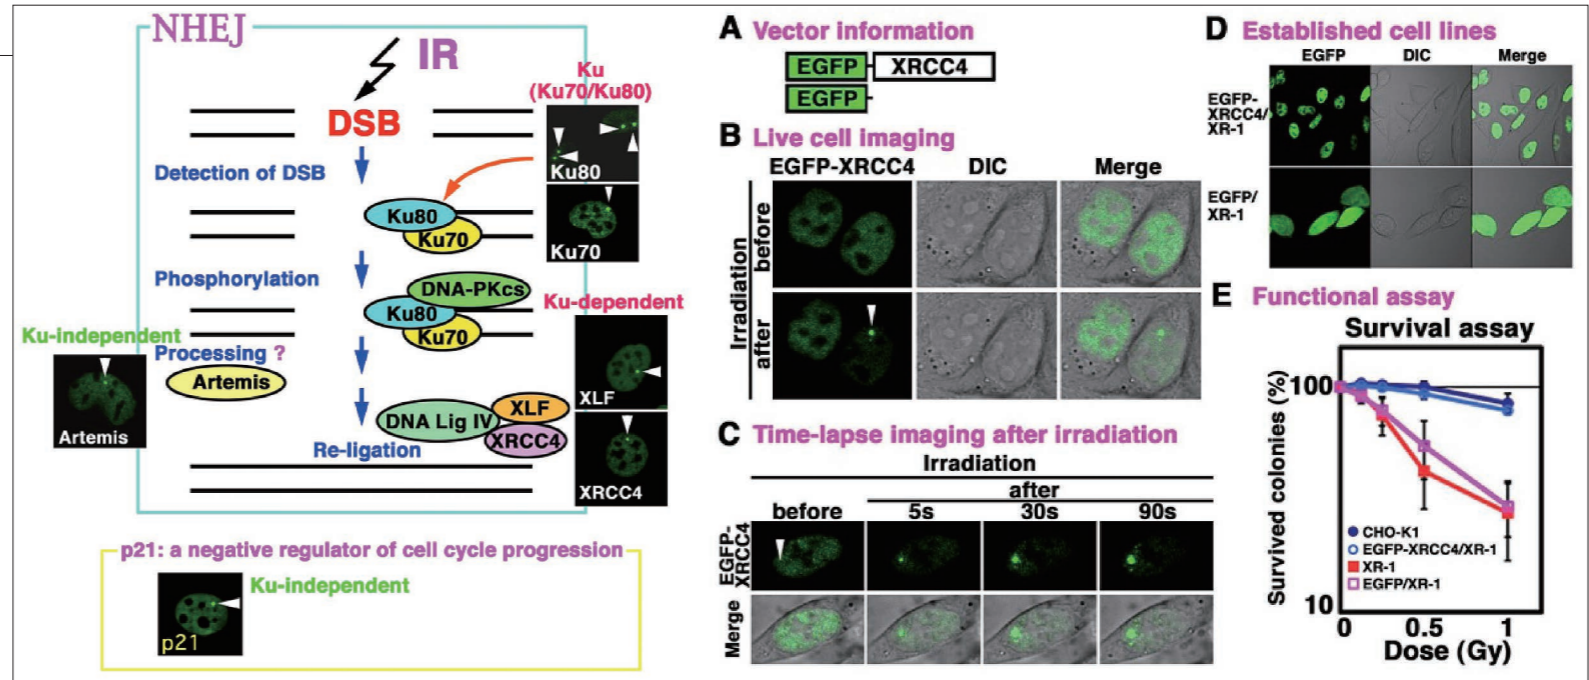 NHEJ
IR
DSB
Ku
(Ku70/Ku80)
Ku80
Detection of DSB
Ku80
Ku70
Ku70
Phosphorylation
DNA-PKcs
Ku80
Ku70
Ku-dependent
Ku-independent
Processing ?
Artemis
Artemis
XLF
DNA Lig IV
XLF
XRCC4
Re-ligation
XRCC4
p21: a negative regulator of cell cycle progression
Ku-independent
p21
A Vector information
EGFP XRCC4
EGFP
B Live cell imaging
EGFP-XRCC4 DIC Merge
Irradiation
before
after
C Time-lapse imaging after irradiation
Irradiation
after
before 5s 30s 90s
EGFP-
XRCC4
Merge
D Established cell lines
EGFP DIC Merge
EGFP-
XRCC4/
XR-1
EGFP/
XR-1
E Functional assay
Survival assay
Survived colonies (%)
100
10
CHO-K1
EGFP-XRCC4/XR-1
XR-1
EGFP/XR-1
0 0.5 1
Dose (Gy)